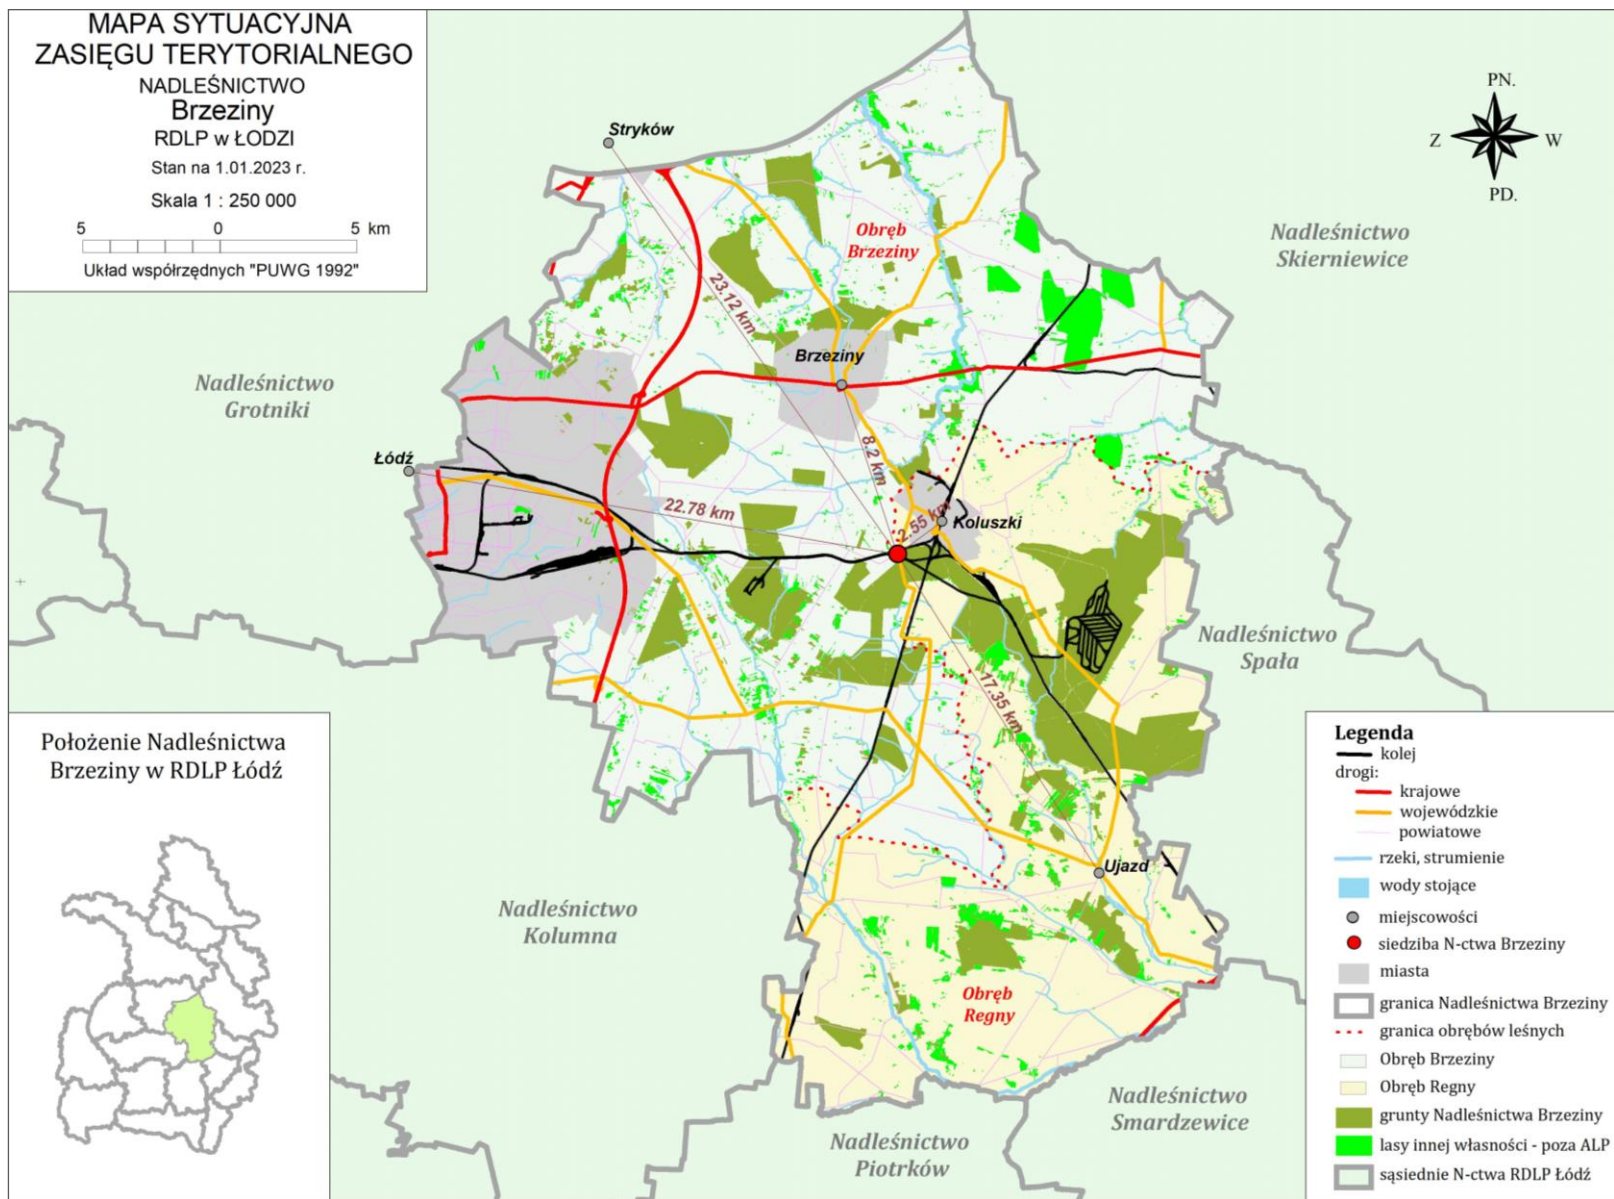 MAPA SYTUACYJNA
ZASIĘGU TERYTORIALNEGO
NADLEŚNICTWO
Brzeziny
RDLP w ŁODZI
Stan na 1.01.2023 r.
Skala 1 : 250 000
5 0 5 km
Układ współrzędnych "PUWG 1992"
PN.
Z W
PD.
Stryków
Obręb
Brzeziny
Nadleśnictwo
Skierniewice
23.12 km
Brzeziny
Nadleśnictwo
Grotniki
8.2 km
Łódź
22.78 km
2.55 km
Koluszki
Nadleśnictwo
Spała
17.35 km
Ujazd
Nadleśnictwo
Kolumna
Obręb
Regny
Nadleśnictwo
Smardzewice
Nadleśnictwo
Piotrków
Położenie Nadleśnictwa
Brzeziny w RDLP Łódź
Legenda
kolej
drogi:
krajowe
wojewódzkie
powiatowe
rzeki, strumienie
wody stojące
miejscowości
siedziba N-ctwa Brzeziny
miasta
granica Nadleśnictwa Brzeziny
granica obrębów leśnych
Obręb Brzeziny
Obręb Regny
grunty Nadleśnictwa Brzeziny
lasy innej własności - poza ALP
sąsiednie N-ctwa RDLP Łódź